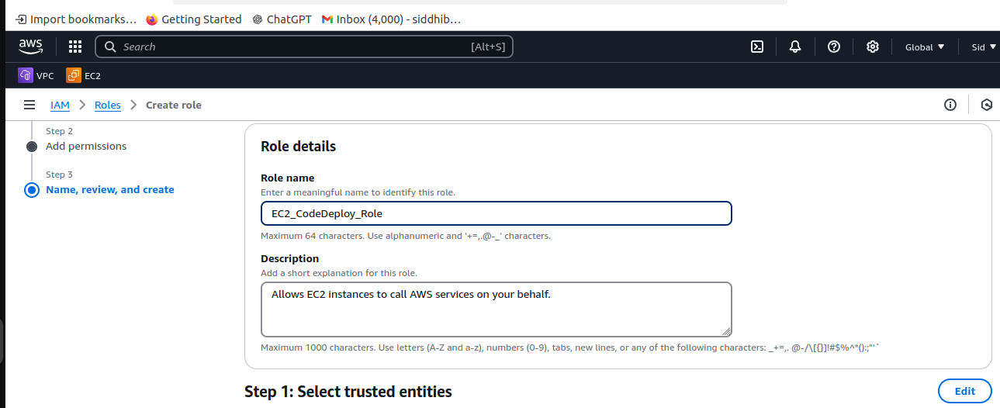 Import bookmarks... Getting Started ChatGPT Inbox (4,000) - siddhib...
aws Search [Alt+S] Global Sid
VPC EC2
IAM Roles Create role
Step 2
Add permissions
Step 3
Name, review, and create
Role details
Role name
Enter a meaningful name to identify this role.
EC2_CodeDeploy_Role
Maximum 64 characters. Use alphanumeric and '+=,.@-_' characters.
Description
Add a short explanation for this role.
Allows EC2 instances to call AWS services on your behalf.
Maximum 1000 characters. Use letters (A-Z and a-z), numbers (0-9), tabs, new lines, or any of the following characters: _+=,. @-/\[{}]!#$%^*();:"'`
Step 1: Select trusted entities Edit